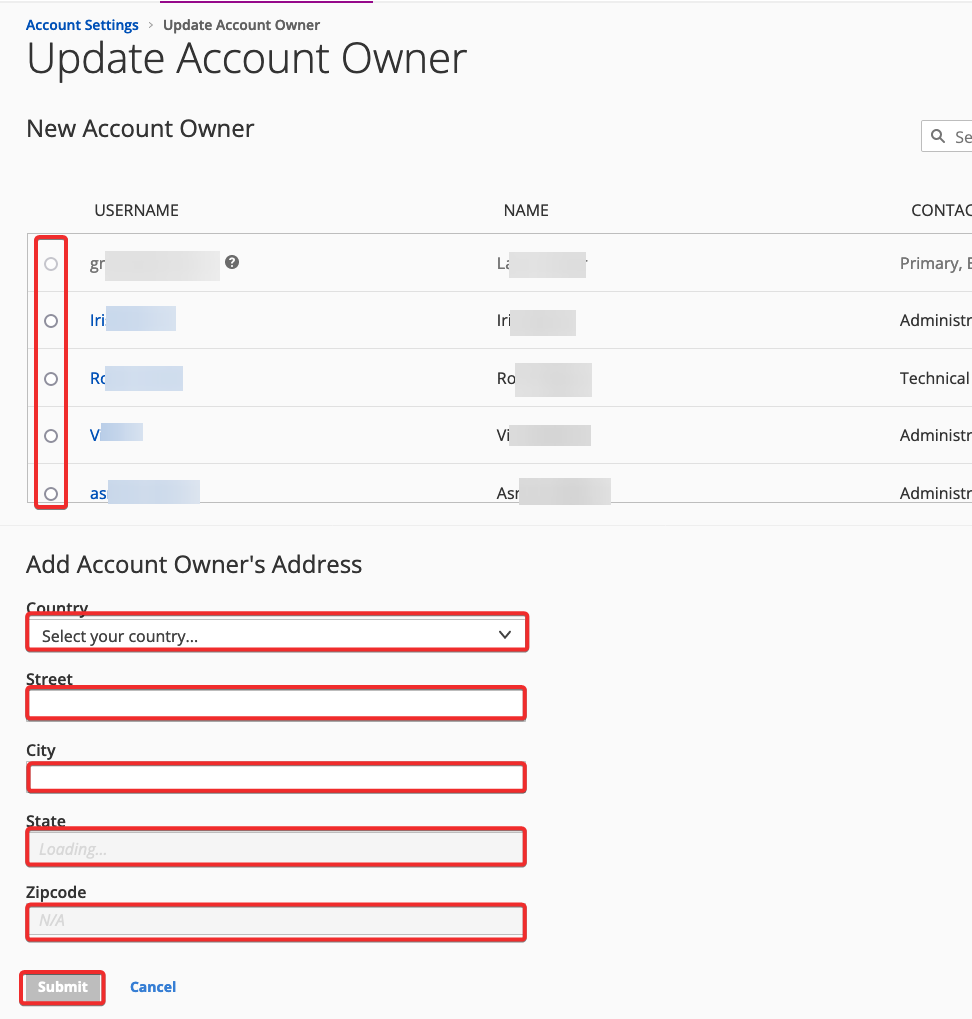 Account Settings › Update Account Owner
Update Account Owner
New Account Owner
Se
USERNAME NAME CONTAC
gr La Primary, E
Iri Iri Administr
Ro Ro Technical
V Vi Administr
as Asr Administr
Add Account Owner's Address
Country
Select your country...
Street
City
State
Loading...
Zipcode
N/A
Submit Cancel